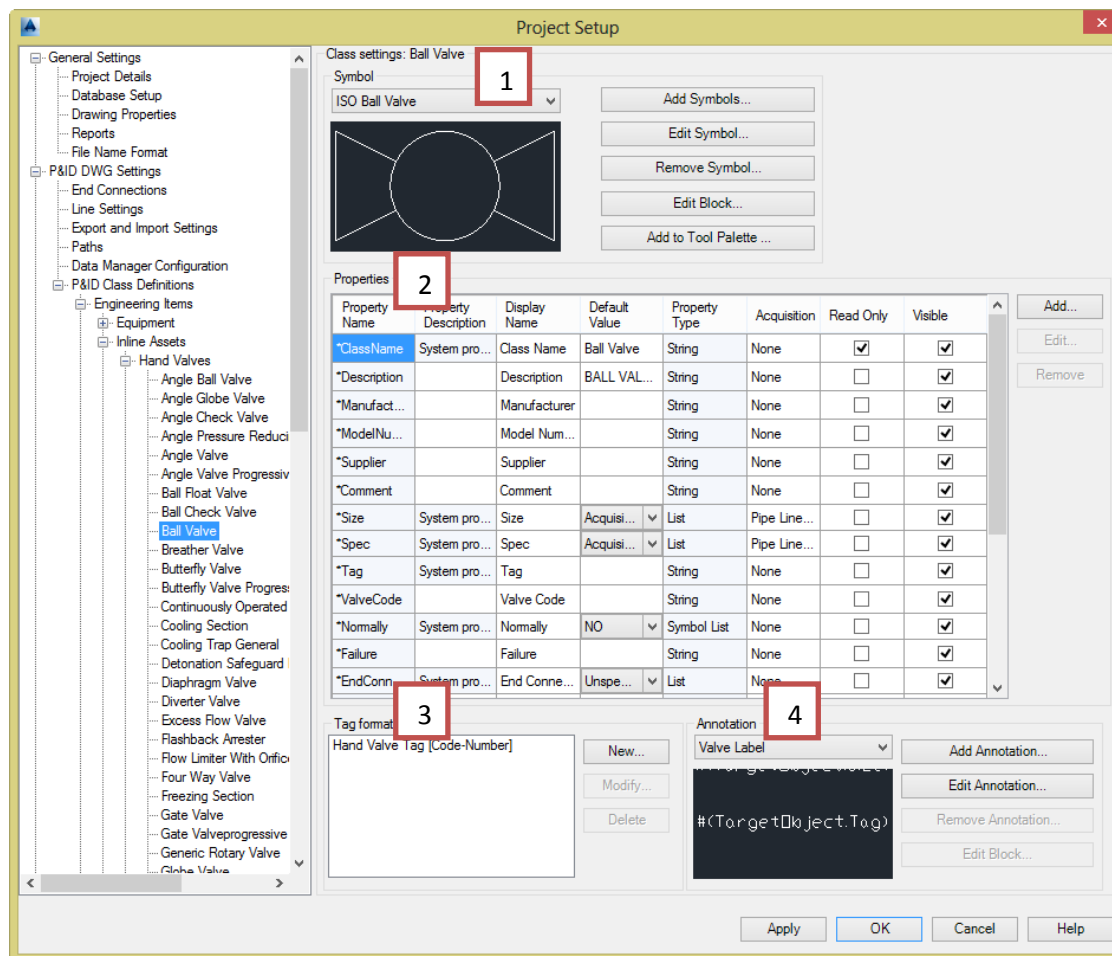 Project Setup
General Settings
Project Details
Database Setup
Drawing Properties
Reports
File Name Format
P&ID DWG Settings
End Connections
Line Settings
Export and Import Settings
Paths
Data Manager Configuration
P&ID Class Definitions
Engineering Items
Equipment
Inline Assets
Hand Valves
Angle Ball Valve
Angle Globe Valve
Angle Check Valve
Angle Pressure Reduci
Angle Valve
Angle Valve Progressiv
Ball Float Valve
Ball Check Valve
Ball Valve
Breather Valve
Butterfly Valve
Butterfly Valve Progres
Continuously Operated
Cooling Section
Cooling Trap General
Detonation Safeguard
Diaphragm Valve
Diverter Valve
Excess Flow Valve
Flashback Arrester
Flow Limiter With Orific
Four Way Valve
Freezing Section
Gate Valve
Gate Valveprogressive
Generic Rotary Valve
Globe Valve
Class settings: Ball Valve
Symbol
1
ISO Ball Valve
Add Symbols...
Edit Symbol...
Remove Symbol...
Edit Block...
Add to Tool Palette ...
Properties
2
Property Name Property Description Display Name Default Value Property Type Acquisition Read Only Visible
*ClassName System pro... Class Name Ball Valve String None
*Description Description BALL VAL... String None
*Manufact... Manufacturer String None
*ModelNu... Model Num... String None
*Supplier Supplier String None
*Comment Comment String None
*Size System pro... Size Acquisi... List Pipe Line...
*Spec System pro... Spec Acquisi... List Pipe Line...
*Tag System pro... Tag String None
*ValveCode Valve Code String None
*Normally System pro... Normally NO Symbol List None
*Failure Failure String None
*EndConn... System pro... End Conne... Unspe... List None
Add...
Edit...
Remove
Tag format
3
Hand Valve Tag [Code-Number]
New...
Modify...
Delete
Annotation
4
Valve Label
#(Target▯bject.Tag)
Add Annotation...
Edit Annotation...
Remove Annotation...
Edit Block...
Apply
OK
Cancel
Help